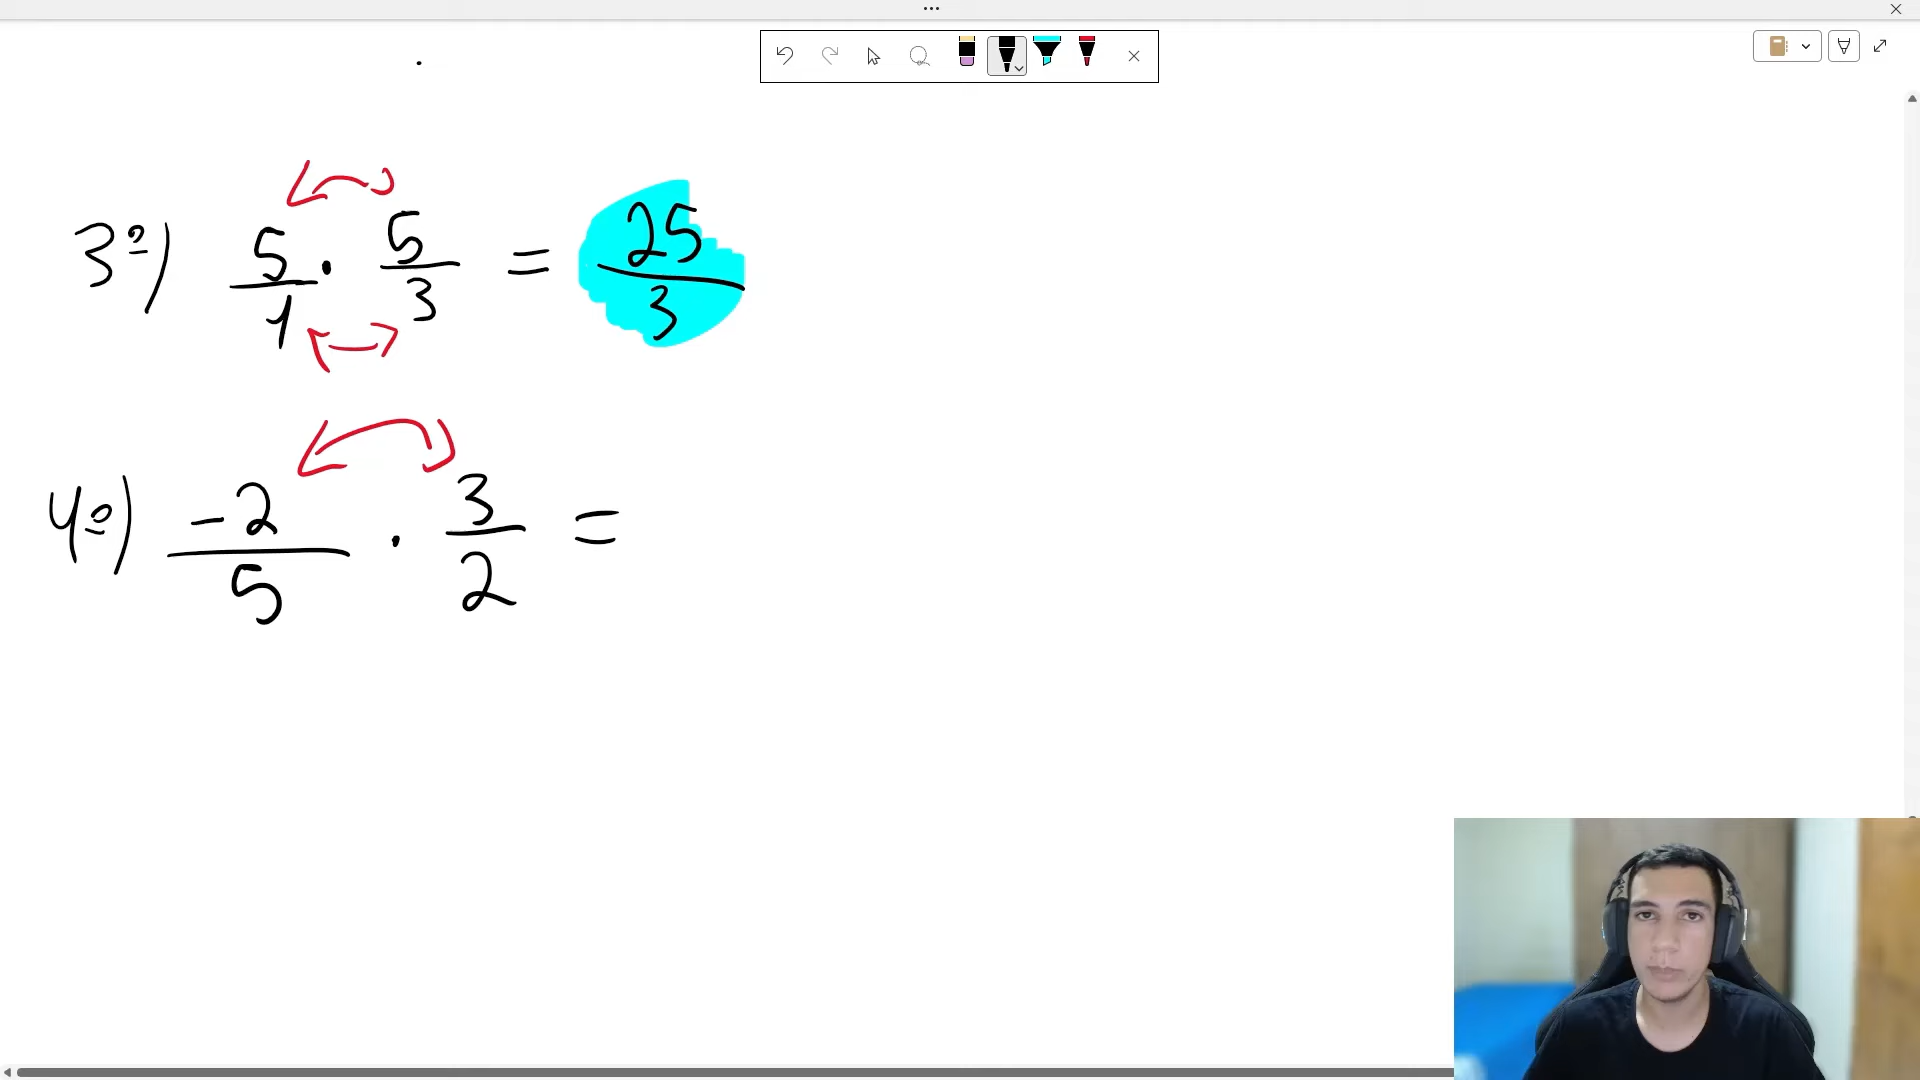 3º) 5/1 · 5/3 = 25/3
4º) -2/5 · 3/2 =